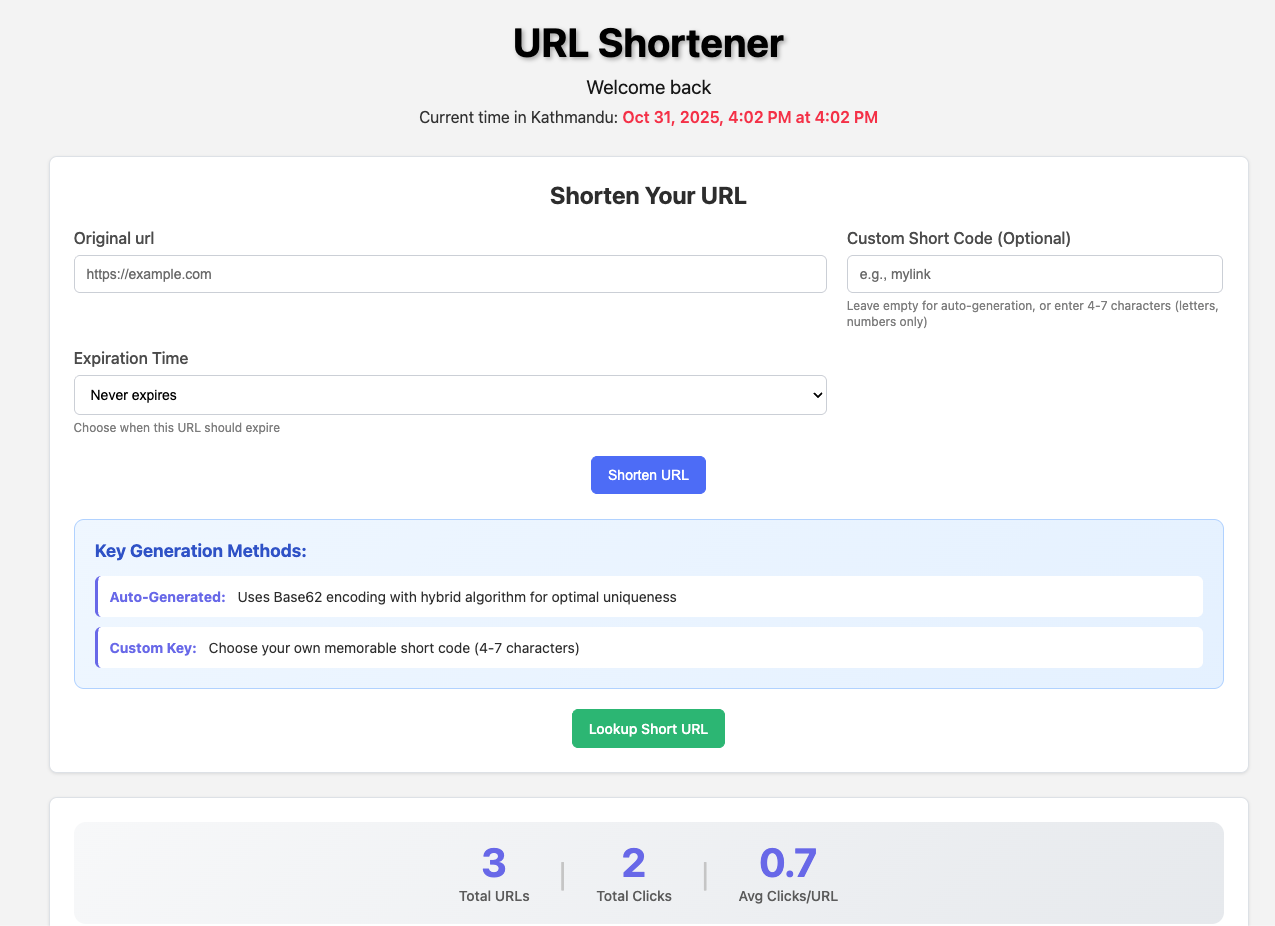 URL Shortener
Welcome back
Current time in Kathmandu: Oct 31, 2025, 4:02 PM at 4:02 PM
Shorten Your URL
Original url
https://example.com
Custom Short Code (Optional)
e.g., mylink
Leave empty for auto-generation, or enter 4-7 characters (letters,
numbers only)
Expiration Time
Never expires
Choose when this URL should expire
Shorten URL
Key Generation Methods:
Auto-Generated: Uses Base62 encoding with hybrid algorithm for optimal uniqueness
Custom Key: Choose your own memorable short code (4-7 characters)
Lookup Short URL
3 | 2 | 0.7
Total URLs Total Clicks Avg Clicks/URL